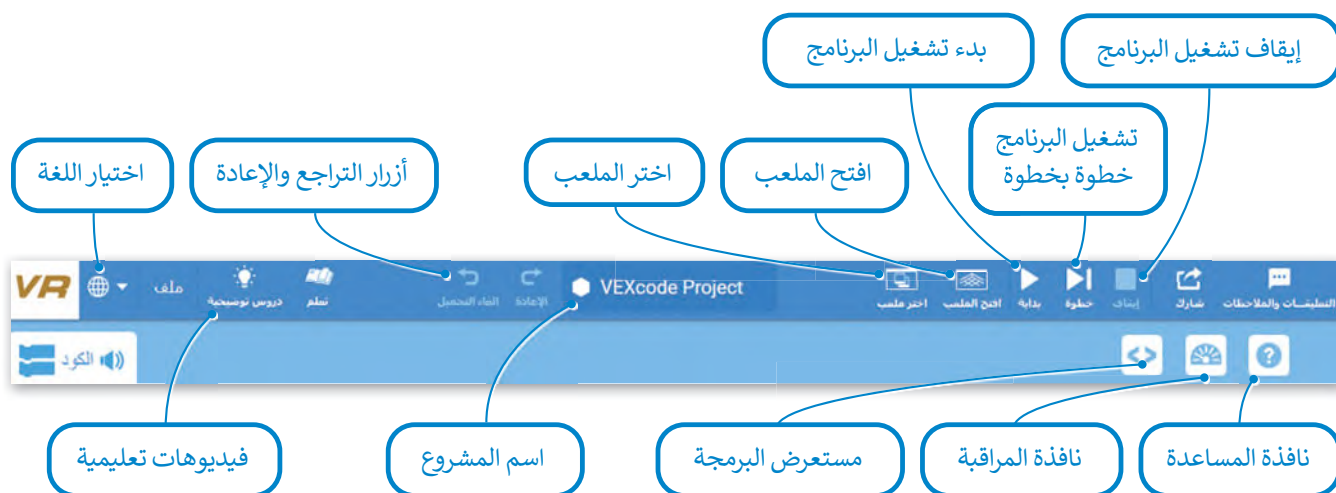 بدء تشغيل البرنامج
إيقاف تشغيل البرنامج
اختيار اللغة
أزرار التراجع والإعادة
اختر الملعب
افتح الملعب
تشغيل البرنامج
خطوة بخطوة
VR
ملف
دروس توضيحية
تعلم
الغاء التحميل
الإعادة
VEXcode Project
اختر ملعب
افتح الملعب
بداية
خطوة
إيقاف
شارك
التعليقـــات والملاحظات
الكود
فيديوهات تعليمية
اسم المشروع
مستعرض البرمجة
نافذة المراقبة
نافذة المساعدة